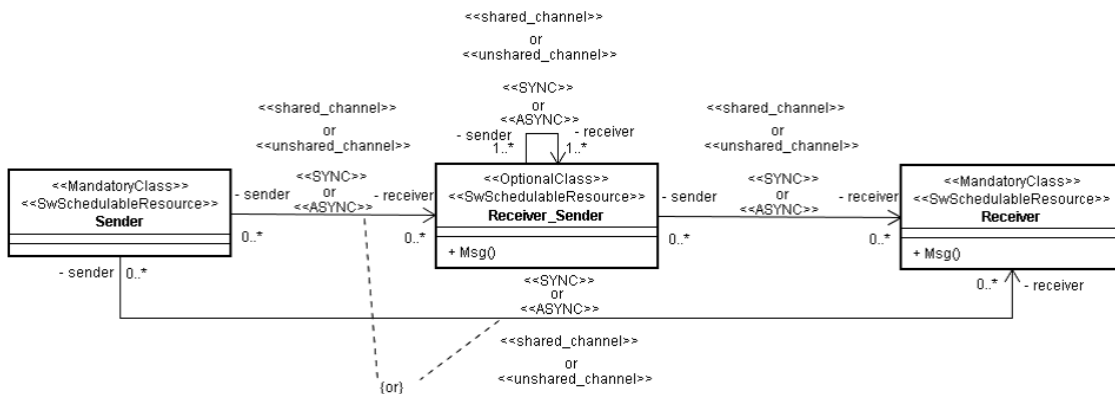 <<shared_channel>>
or
<<unshared_channel>>
<<SYNC>>
or
<<ASYNC>>
- sender
- receiver
1..*
1..*
<<shared_channel>>
or
<<unshared_channel>>
<<shared_channel>>
or
<<unshared_channel>>
<<MandatoryClass>>
<<SwSchedulableResource>>
Sender
- sender
<<SYNC>>
or
<<ASYNC>>
- receiver
0..*
0..*
<<OptionalClass>>
<<SwSchedulableResource>>
Receiver_Sender
+ Msg()
- sender
<<SYNC>>
or
<<ASYNC>>
- receiver
0..*
0..*
<<MandatoryClass>>
<<SwSchedulableResource>>
Receiver
+ Msg()
- sender
0..*
<<SYNC>>
or
<<ASYNC>>
0..*
- receiver
<<shared_channel>>
or
<<unshared_channel>>
{or}